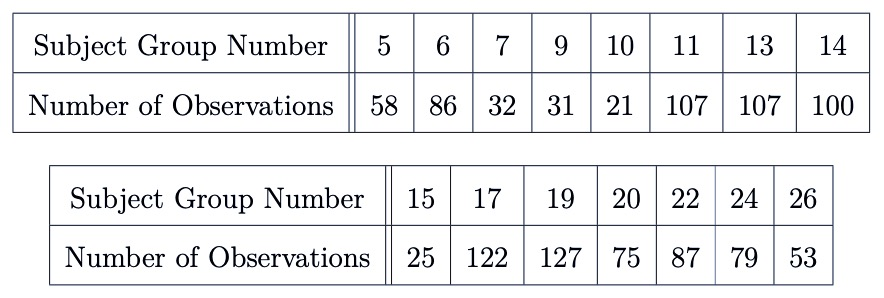 Subject Group Number 5 6 7 9 10 11 13 14
Number of Observations 58 86 32 31 21 107 107 100
Subject Group Number 15 17 19 20 22 24 26
Number of Observations 25 122 127 75 87 79 53